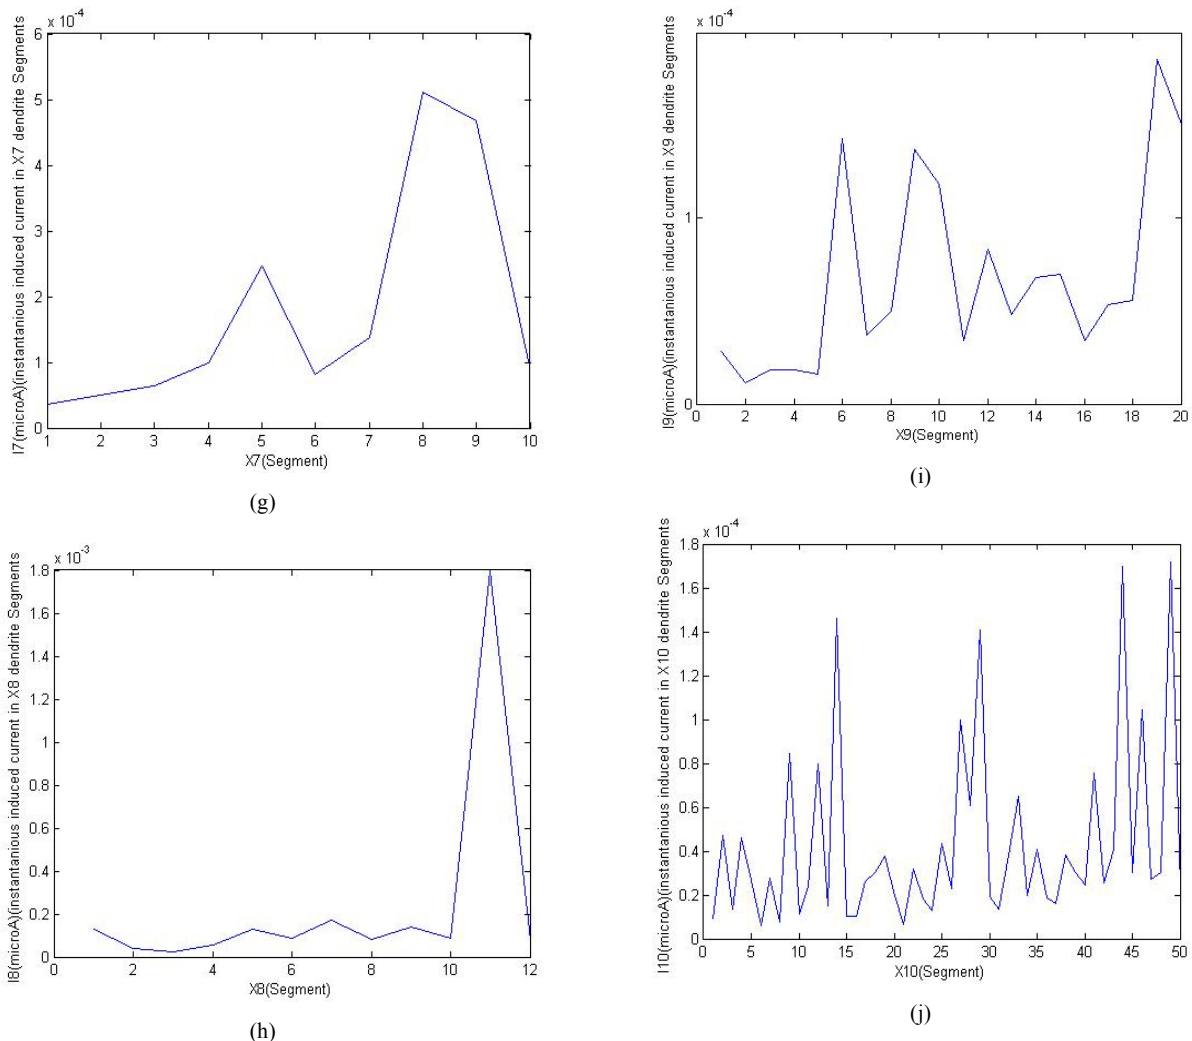 x 10-4
6
5
4
3
2
1
0
I7(microA)(instantanious induced current in X7 dendrite Segments
1 2 3 4 5 6 7 8 9 10
X7(Segment)
(g)
x 10-4
1
0
I9(microA)(instantanious induced current in X9 dendrite Segments
0 2 4 6 8 10 12 14 16 18 20
X9(Segment)
(i)
x 10-3
1.8
1.6
1.4
1.2
1
0.8
0.6
0.4
0.2
0
I8(microA)(instantanious induced current in X8 dendrite Segments
0 2 4 6 8 10 12
X8(Segment)
(h)
x 10-4
1.8
1.6
1.4
1.2
1
0.8
0.6
0.4
0.2
0
I10(microA)(instantanious induced current in X10 dendrite Segments
0 5 10 15 20 25 30 35 40 45 50
X10(Segment)
(j)